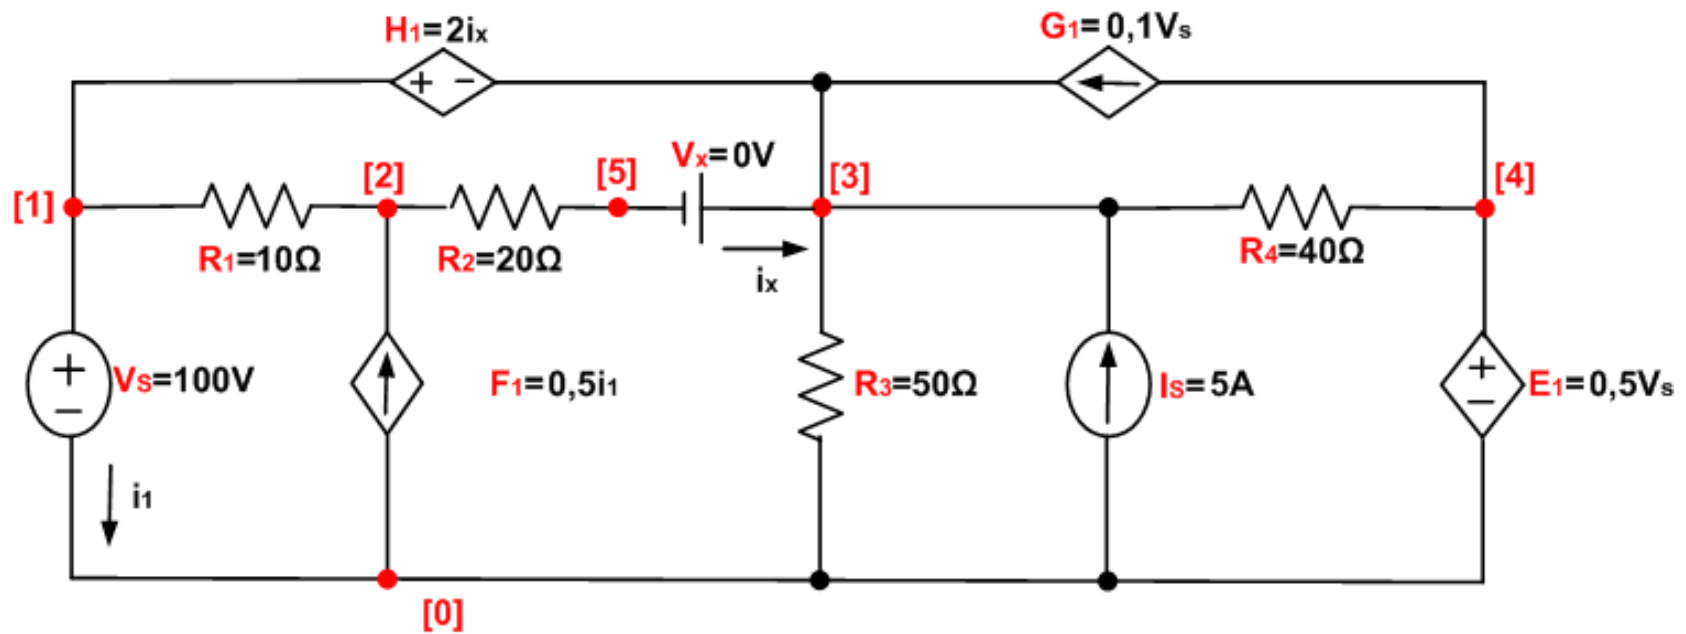 H1=2ix
G1=0,1Vs
Vx=0V
[1]
[2]
[5]
[3]
[4]
R1=10Ω
R2=20Ω
ix
R4=40Ω
+ -
+
-
VS=100V
F1=0,5i1
R3=50Ω
IS=5A
+
-
E1=0,5Vs
i1
[0]